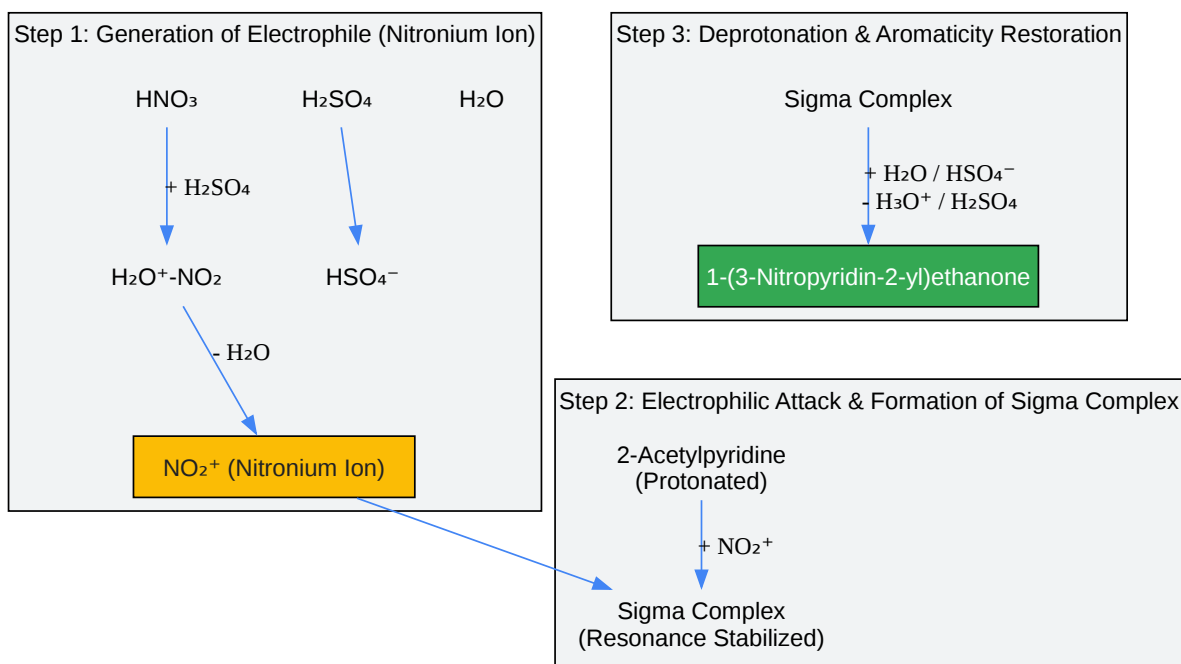 Step 1: Generation of Electrophile (Nitronium Ion)
HNO₃
H₂SO₄
H₂O
+ H₂SO₄
H₂O⁺-NO₂
HSO₄⁻
- H₂O
NO₂⁺ (Nitronium Ion)
Step 3: Deprotonation & Aromaticity Restoration
Sigma Complex
+ H₂O / HSO₄⁻
- H₃O⁺ / H₂SO₄
1-(3-Nitropyridin-2-yl)ethanone
Step 2: Electrophilic Attack & Formation of Sigma Complex
2-Acetylpyridine
(Protonated)
+ NO₂⁺
Sigma Complex
(Resonance Stabilized)